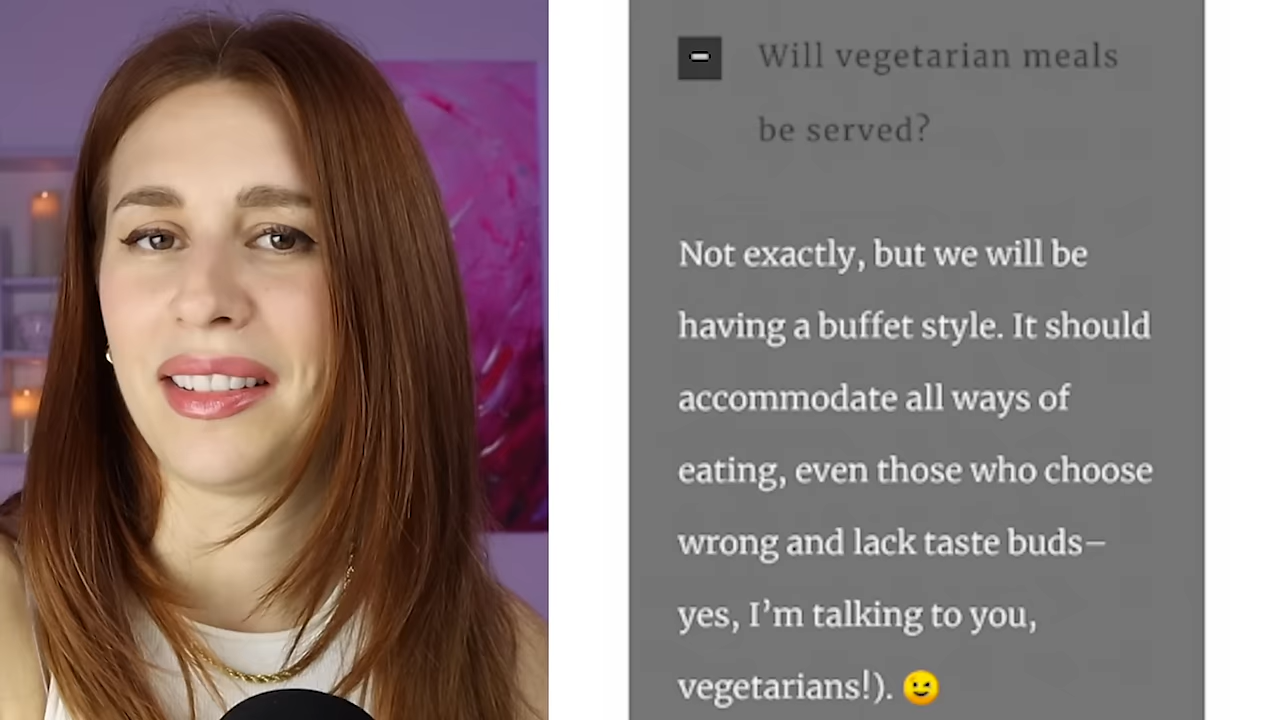 Will vegetarian meals
be served?
Not exactly, but we will be
having a buffet style. It should
accommodate all ways of
eating, even those who choose
wrong and lack taste buds–
yes, I’m talking to you,
vegetarians!). 😉